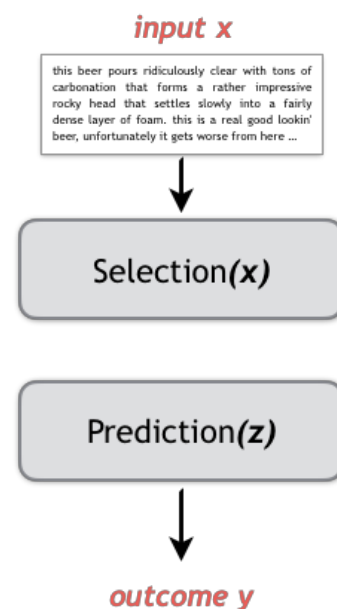 input x
this beer pours ridiculously clear with tons of
carbonation that forms a rather impressive
rocky head that settles slowly into a fairly
dense layer of foam. this is a real good lookin'
beer, unfortunately it gets worse from here ...
Selection(x)
Prediction(z)
outcome y